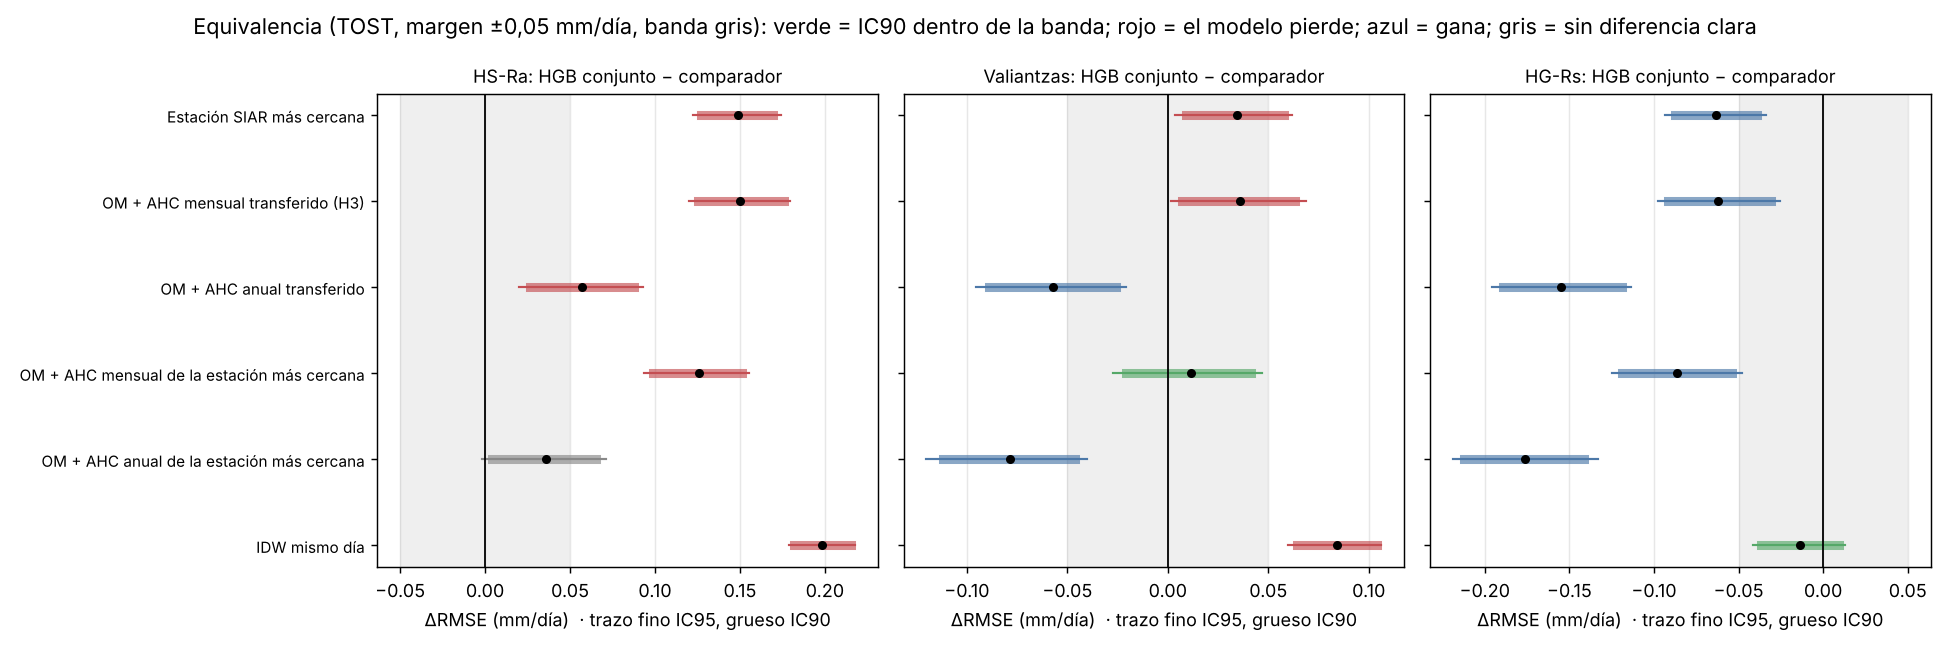 Equivalencia (TOST, margen ±0,05 mm/día, banda gris): verde = IC90 dentro de la banda; rojo = el modelo pierde; azul = gana; gris = sin diferencia clara
HS-Ra: HGB conjunto − comparador
Valiantzas: HGB conjunto − comparador
HG-Rs: HGB conjunto − comparador
Estación SIAR más cercana
OM + AHC mensual transferido (H3)
OM + AHC anual transferido
OM + AHC mensual de la estación más cercana
OM + AHC anual de la estación más cercana
IDW mismo día
−0.05 0.00 0.05 0.10 0.15 0.20
−0.10 −0.05 0.00 0.05 0.10
−0.20 −0.15 −0.10 −0.05 0.00 0.05
ΔRMSE (mm/día) · trazo fino IC95, grueso IC90
ΔRMSE (mm/día) · trazo fino IC95, grueso IC90
ΔRMSE (mm/día) · trazo fino IC95, grueso IC90